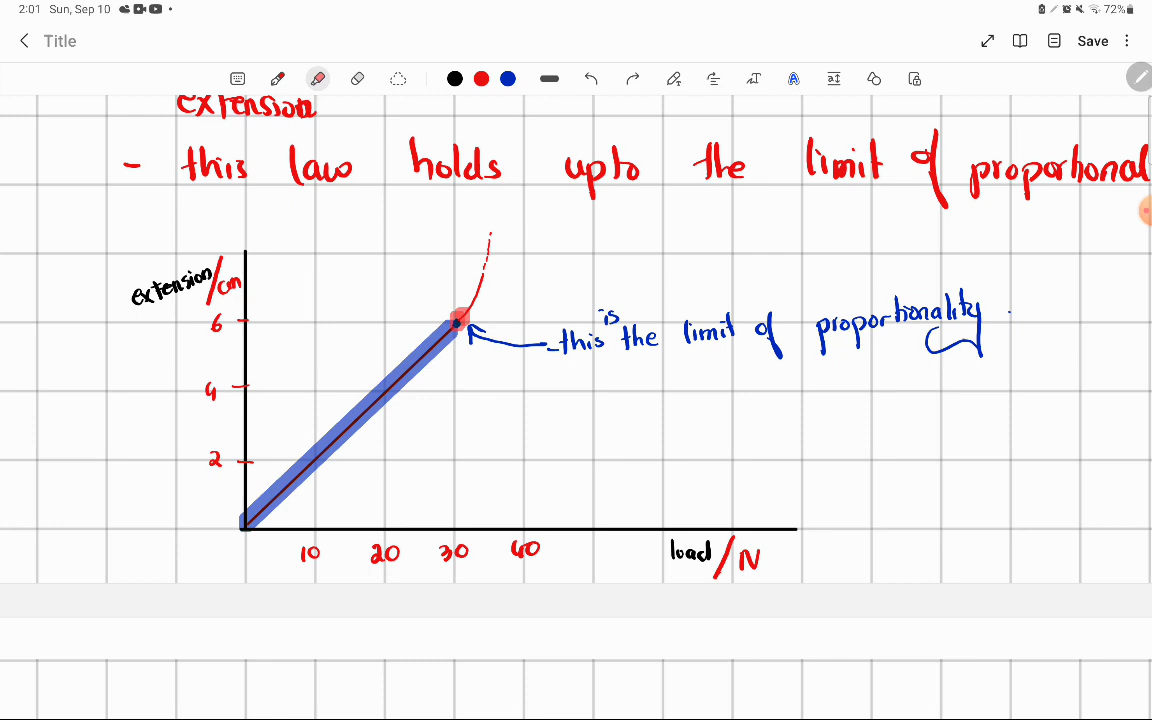 2:01 Sun, Sep 10
72%
Title
Save
extension
- this law holds upto the limit of proportional
extension/cm
6
- this is the limit of proportionality .
4
2
10 20 30 40
load/N